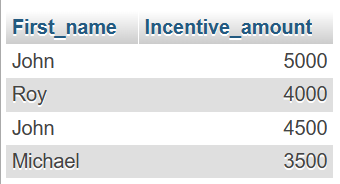 First_name Incentive_amount
John 5000
Roy 4000
John 4500
Michael 3500